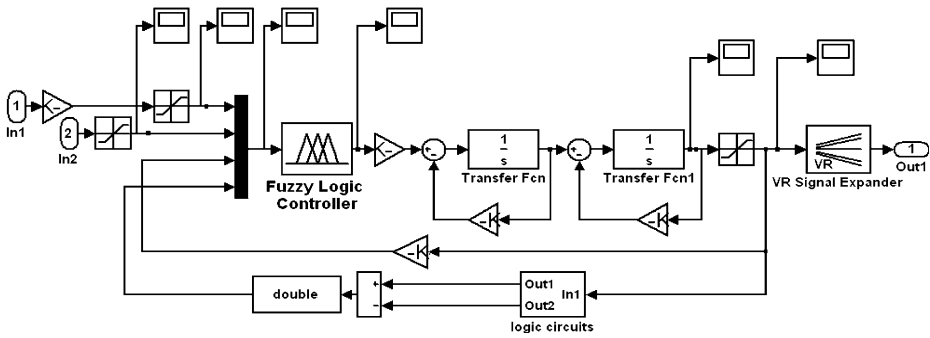 1
In1
2
In2
Fuzzy Logic
Controller
1
s
Transfer Fcn
1
s
Transfer Fcn1
VR
VR Signal Expander
1
Out1
-K
-K
-K
double
+
−
Out1
Out2
In1
logic circuits